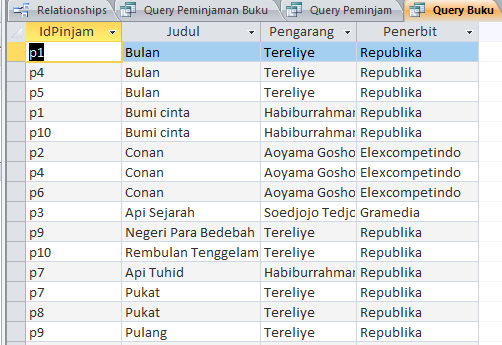 Relationships Query Peminjaman Buku Query Peminjam Query Buku
IdPinjam Judul Pengarang Penerbit
p1 Bulan Tereliye Republika
p4 Bulan Tereliye Republika
p5 Bulan Tereliye Republika
p1 Bumi cinta Habiburrahman Republika
p10 Bumi cinta Habiburrahman Republika
p2 Conan Aoyama Gosho Elexcompetindo
p4 Conan Aoyama Gosho Elexcompetindo
p6 Conan Aoyama Gosho Elexcompetindo
p3 Api Sejarah Soedjojo Tedjo Gramedia
p9 Negeri Para Bedebah Tereliye Republika
p10 Rembulan Tenggelam Tereliye Republika
p7 Api Tuhid Habiburrahman Republika
p7 Pukat Tereliye Republika
p8 Pukat Tereliye Republika
p9 Pulang Tereliye Republika